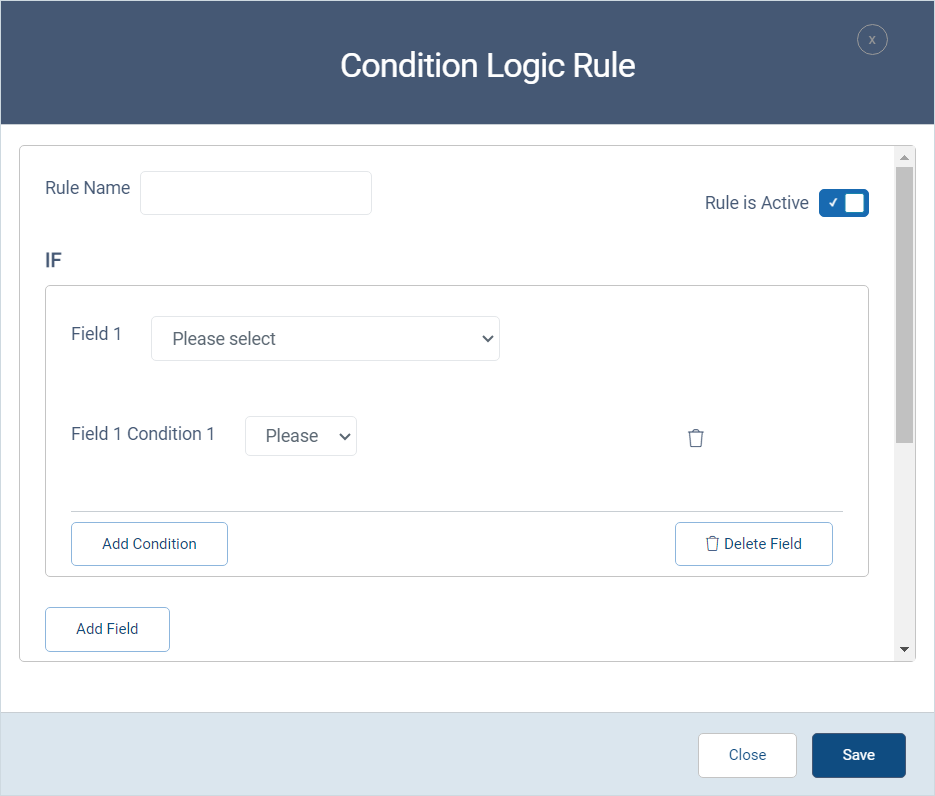 x
Condition Logic Rule
Rule Name
Rule is Active
IF
Field 1
Please select
Field 1 Condition 1
Please
Add Condition
Delete Field
Add Field
Close
Save